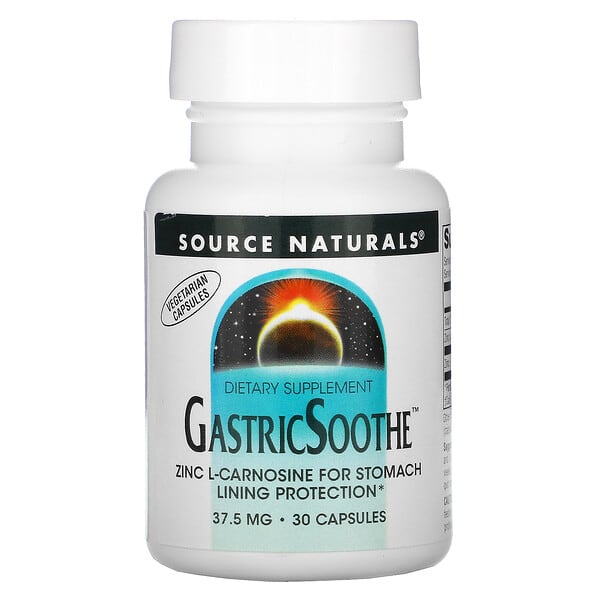 SOURCE NATURALS®
VEGETARIAN
CAPSULES
DIETARY SUPPLEMENT
GASTRICSOOTHE™
ZINC L-CARNOSINE FOR STOMACH
LINING PROTECTION*
37.5 MG • 30 CAPSULES